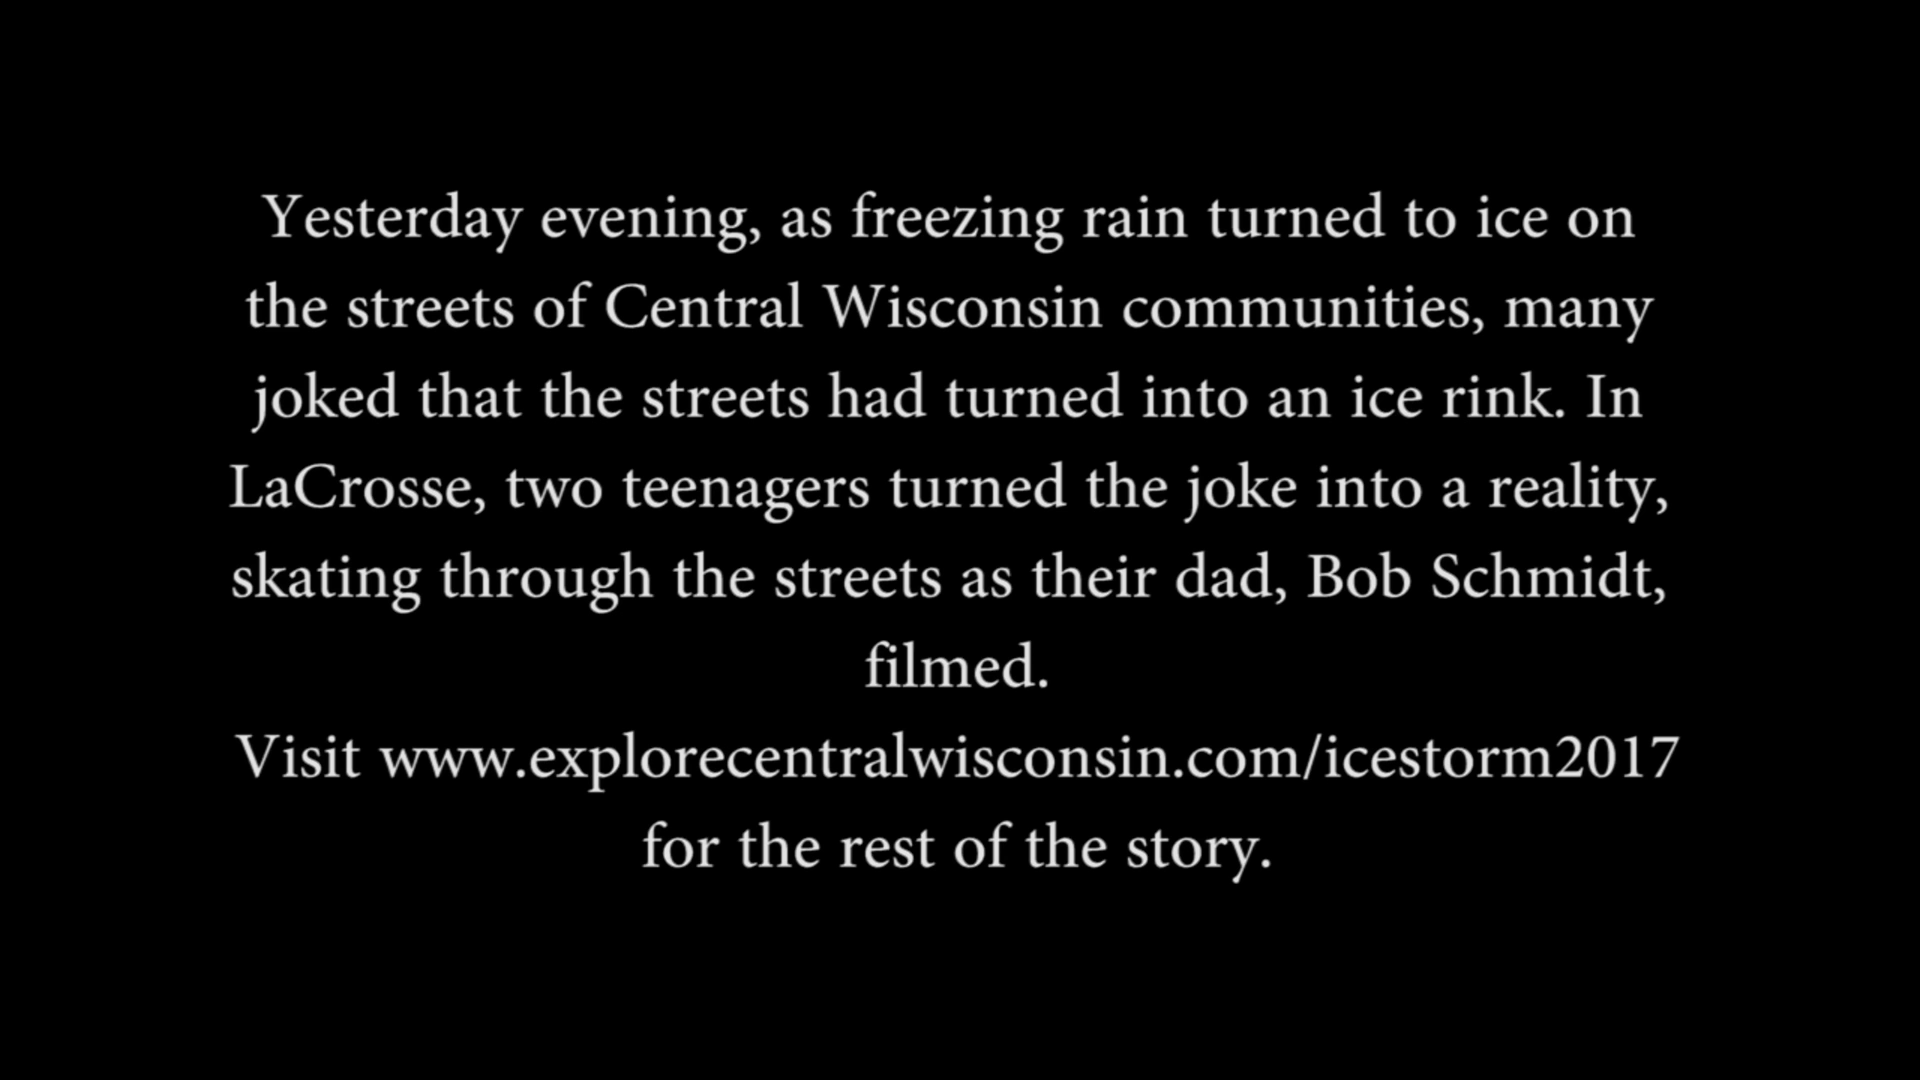 Yesterday evening, as freezing rain turned to ice on
the streets of Central Wisconsin communities, many
joked that the streets had turned into an ice rink. In
LaCrosse, two teenagers turned the joke into a reality,
skating through the streets as their dad, Bob Schmidt,
filmed.
Visit www.explorecentralwisconsin.com/icestorm2017
for the rest of the story.